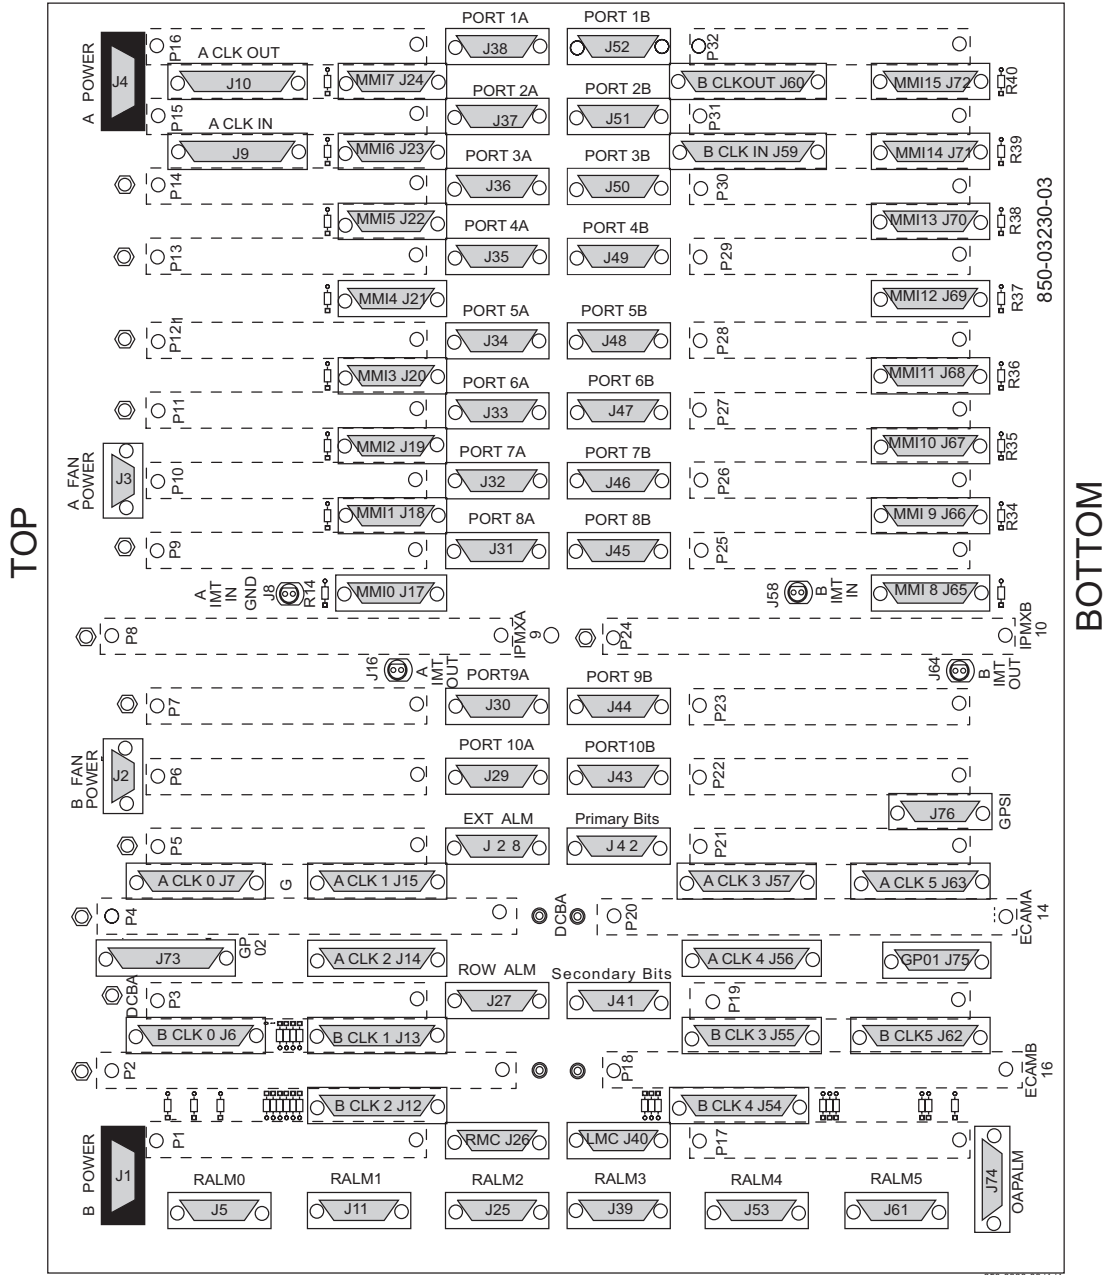 PORT 1A PORT 1B
A POWER J4 P16 A CLK OUT J38 J52 P32
J10 MMI7 J24 B CLKOUT J60 MMI15 J72 R40
PORT 2A PORT 2B
P15 A CLK IN J37 J51 P31
J9 MMI6 J23 PORT 3A PORT 3B B CLK IN J59 MMI14 J71 R39
P14 J36 J50 P30
MMI5 J22 PORT 4A PORT 4B MMI13 J70 R38
P13 J35 J49 P29
850-03230-03
MMI4 J21 MMI12 J69 R37
PORT 5A PORT 5B
P12 J34 J48 P28
MMI3 J20 PORT 6A PORT 6B MMI11 J68 R36
P11 J33 J47 P27
MMI2 J19 PORT 7A PORT 7B MMI10 J67 R35
A FAN POWER J3 P10 J32 J46 P26
MMI1 J18 PORT 8A PORT 8B MMI 9 J66 R34
TOP
P9 J31 J45 P25
A IMT IN GND J8 R14 MMI0 J17 J58 B IMT IN MMI 8 J65
BOTTOM
P8 IPMXA 9 P24 IPMXB 10
J16 A IMT OUT PORT9A PORT 9B J64 B IMT OUT
P7 J30 J44 P23
PORT 10A PORT10B
B FAN POWER J2 P6 J29 J43 P22
J76 GPSI
EXT ALM Primary Bits
P5 J 2 8 J 4 2 P21
A CLK 0 J7 G A CLK 1 J15 A CLK 3 J57 A CLK 5 J63
P4 DCBA P20 ECAMA 14
J73 GP 02 A CLK 2 J14 A CLK 4 J56 GP01 J75
ROW ALM Secondary Bits
DCBA P3 J27 J41 P19
B CLK 0 J6 B CLK 1 J13 B CLK 3 J55 B CLK5 J62
P2 P18 ECAMB 16
B CLK 2 J12 B CLK 4 J54
P1 RMC J26 LMC J40 P17
B POWER J1 J74 OAPALM
RALM0 RALM1 RALM2 RALM3 RALM4 RALM5
J5 J11 J25 J39 J53 J61